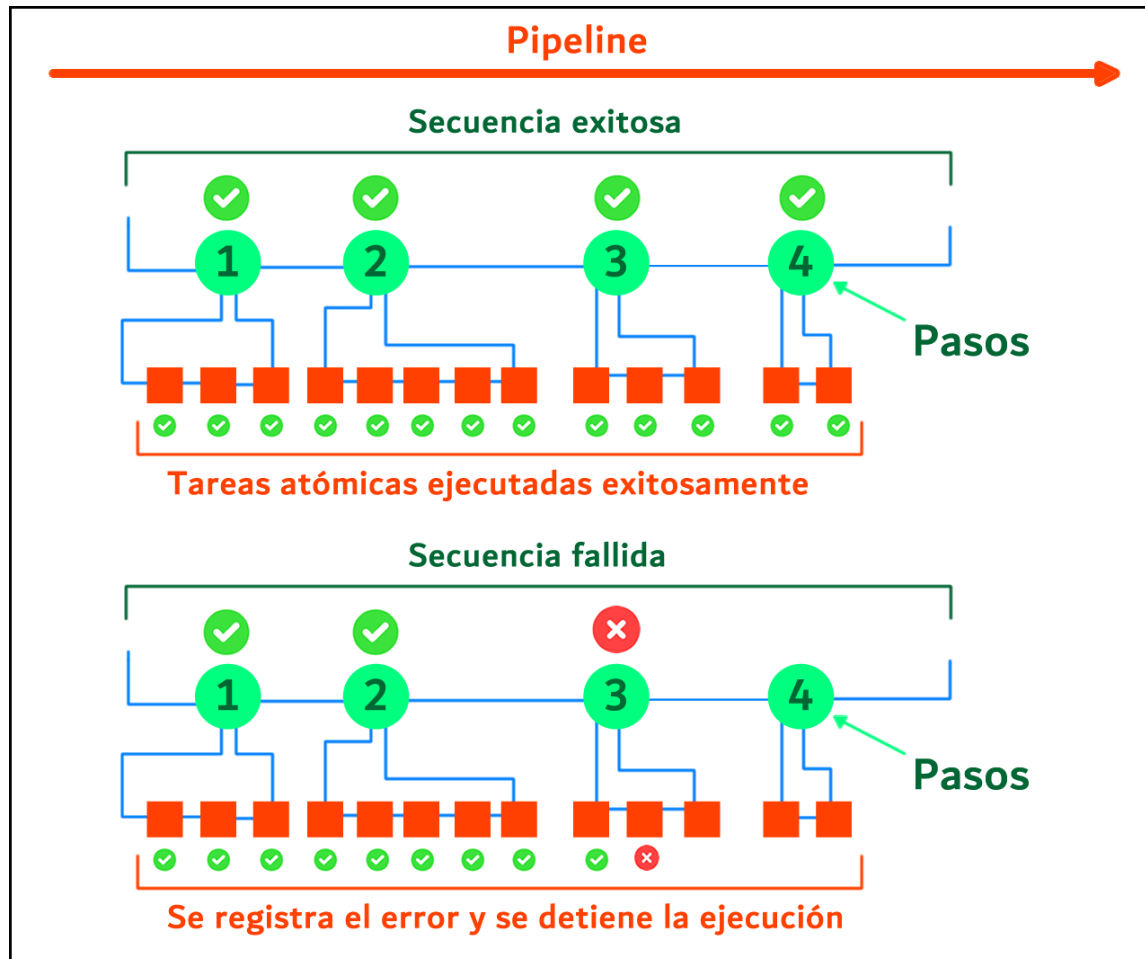 Pipeline
Secuencia exitosa
1 2 3 4
Pasos
Tareas atómicas ejecutadas exitosamente
Secuencia fallida
1 2 3 4
Pasos
Se registra el error y se detiene la ejecución